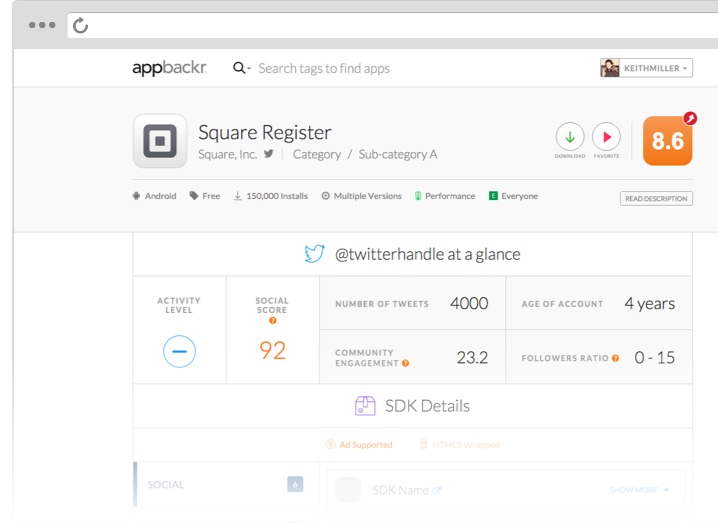 appbackr
Search tags to find apps
KEITHMILLER
Square Register
Square, Inc. Category / Sub-category A
DOWNLOAD
FAVORITE
8.6
Android Free 150,000 Installs Multiple Versions Performance E Everyone
READ DESCRIPTION
@twitterhandle at a glance
ACTIVITY
LEVEL
SOCIAL
SCORE
?
92
NUMBER OF TWEETS 4000
AGE OF ACCOUNT 4 years
COMMUNITY
ENGAGEMENT ? 23.2
FOLLOWERS RATIO ? 0 - 15
SDK Details
Ad Supported HTML5 Wrapped
SOCIAL 6
SDK Name SHOW MORE